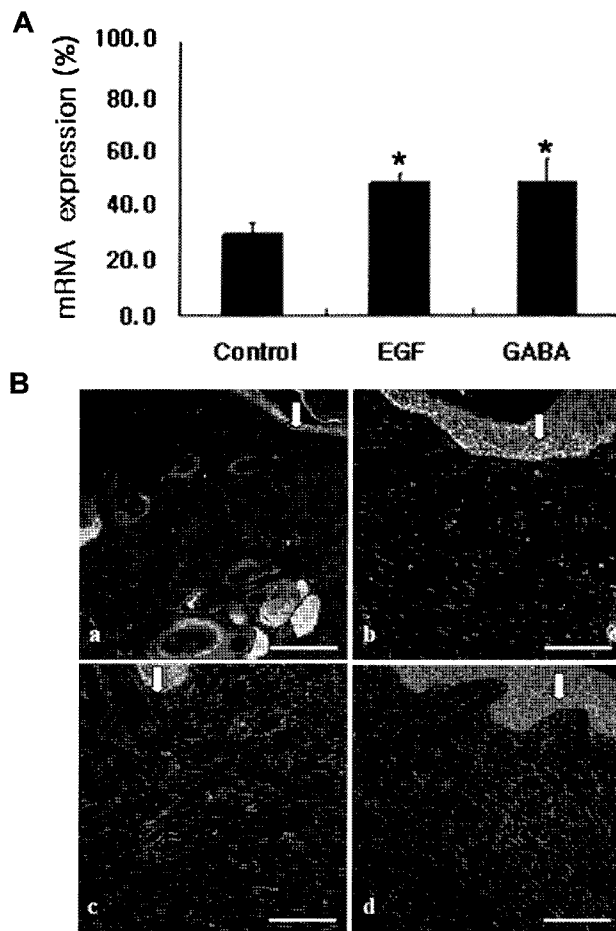 A
mRNA expression (%)
100.0
80.0
60.0
40.0
20.0
0.0
*
*
Control EGF GABA
B
a
b
c
d